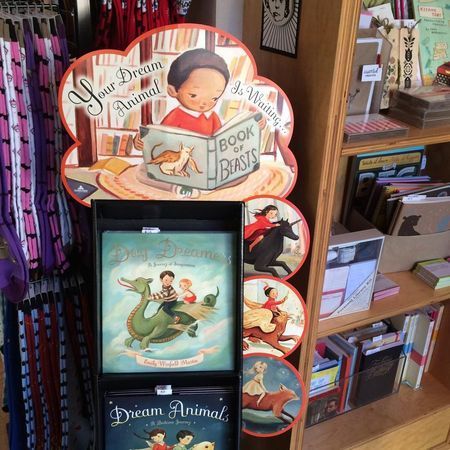 Your Dream
Animal
Is Waiting...
BOOK
OF
BEASTS
Day Dreamers
A Journey of Imagination
Emily Winfield Martin
Dream Animals
A Bedtime Journey